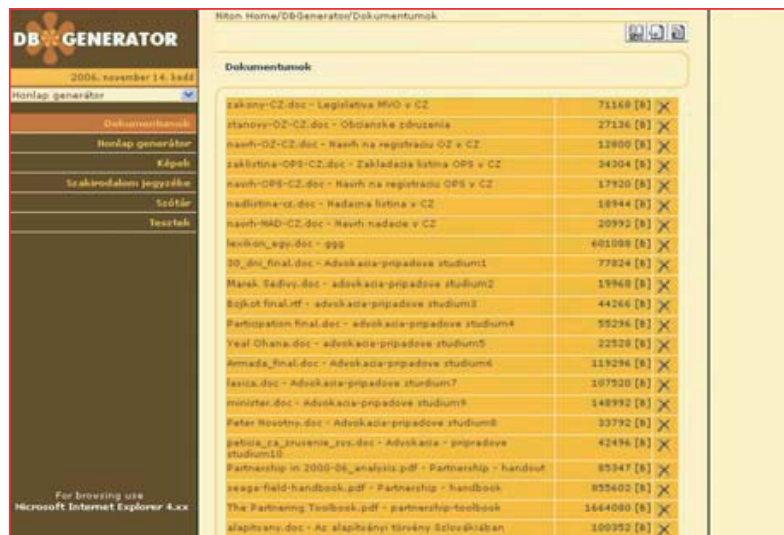 Niton Home/DBGenerator/Dokumentumok
DB GENERATOR
2006. november 14. kedd
Honlap generátor
Dokumentumok
Honlap generátor
Képek
Szakirodalom jegyzéke
Szótár
Tesztek
For browsing use
Microsoft Internet Explorer 4.xx
Dokumentumok
zakony-CZ.doc - Legislativa MVO v CZ 71168 [B]
stanovy-OZ-CZ.doc - Obcianske zdruzenia 27136 [B]
navrh-OZ-CZ.doc - Navrh na registraciu OZ v CZ 12800 [B]
zaklistina-OPS-CZ.doc - Zakladacia listina OPS v CZ 34304 [B]
navrh-OPS-CZ.doc - Navrh na registraciu OPS v CZ 17920 [B]
nadlistina-cz.doc - Nadacna listina v CZ 18944 [B]
navrh-NAD-CZ.doc - Navrh nadacie v CZ 20992 [B]
lexikon_egy.doc - ggg 601088 [B]
30_dni_final.doc - Advokacia-pripadove studium1 77824 [B]
Marek Sedivy.doc - advokacia-pripadove studium2 19968 [B]
Bojkot final.rtf - advokacia-pripadove studium3 44266 [B]
Participation final.doc - advokacia-pripadove studium4 55296 [B]
Yeal Ohana.doc - advokacia-pripadove studium5 22528 [B]
Armada_final.doc - Advokacia-pripadove studium6 119296 [B]
lasica.doc - Advokacia-pripadove sturdium7 107520 [B]
minister.doc - Advokacia-pripadove studium9 148992 [B]
Peter Novotny.doc - Advokacia-pripadove studium8 33792 [B]
peticia_za_zrusenie_zvs.doc - Advokacia - pripradove 42496 [B]
studium10
Partnership in 2000-06_analysis.pdf - Partnership - handout 85347 [B]
seaga-field-handbook.pdf - Partnership - handbook 855602 [B]
The Partnering Toolbook.pdf - partnership-toolbook 1664080 [B]
alapitvany.doc - Az alapítványi törvény Szlovákiában 100352 [B]